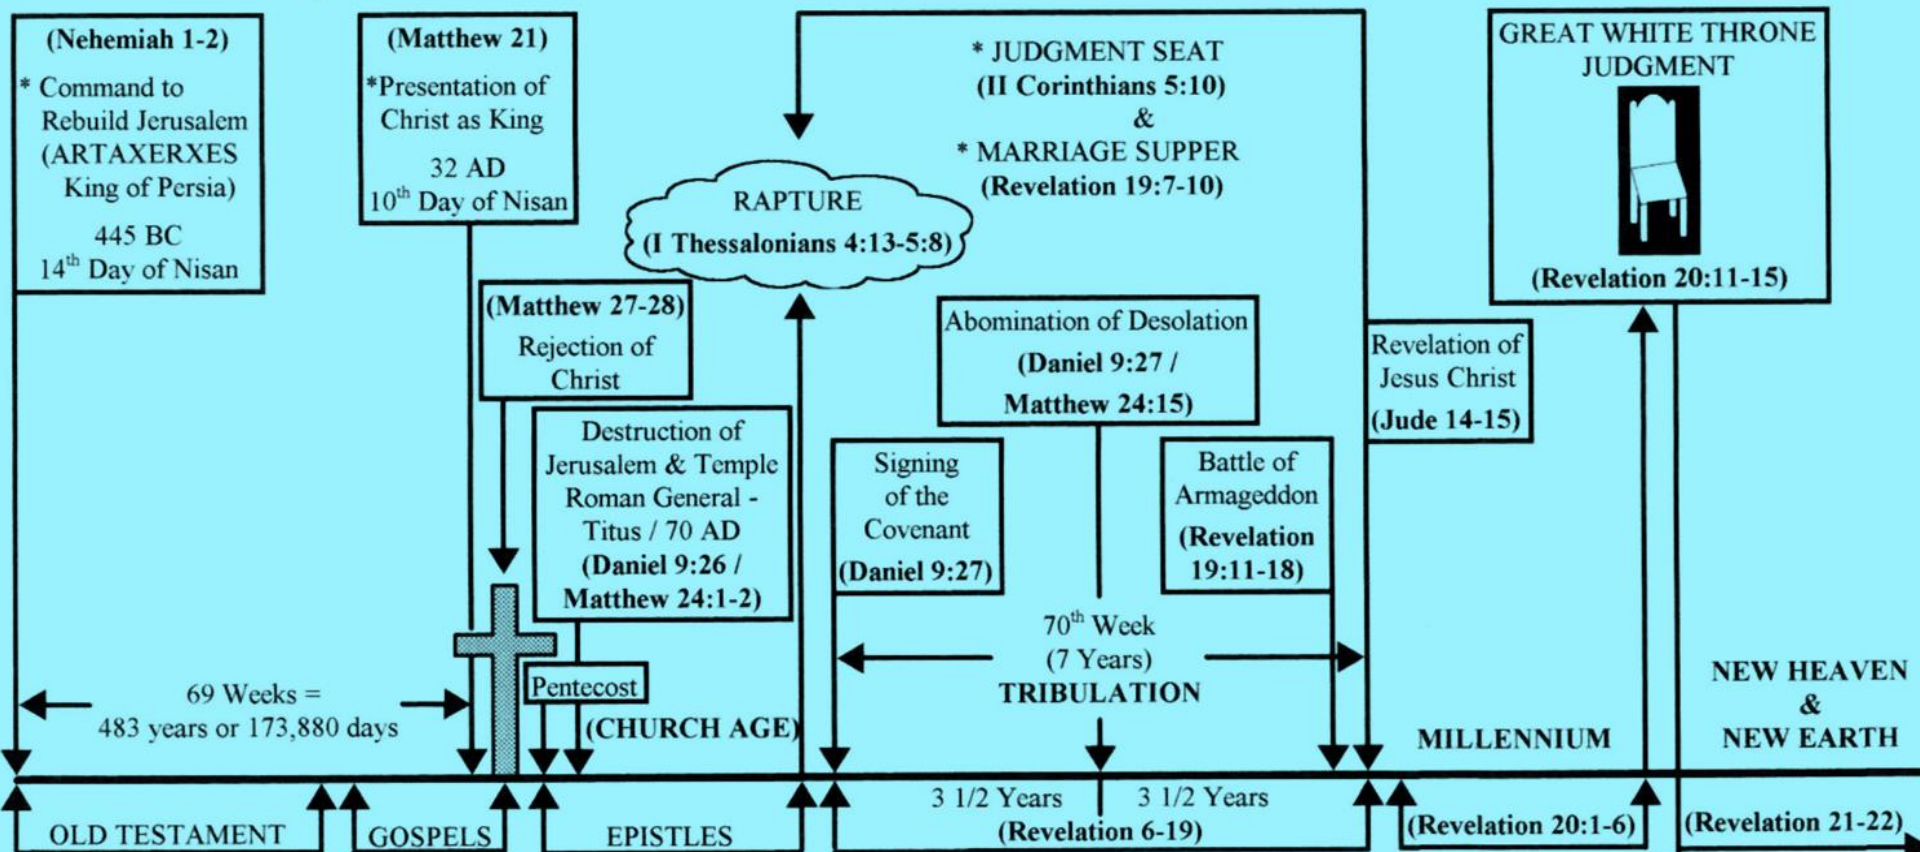 (Nehemiah 1-2)
* Command to
Rebuild Jerusalem
(ARTAXERXES
King of Persia)
445 BC
14th Day of Nisan
(Matthew 21)
*Presentation of
Christ as King
32 AD
10th Day of Nisan
* JUDGMENT SEAT
(II Corinthians 5:10)
&
* MARRIAGE SUPPER
(Revelation 19:7-10)
GREAT WHITE THRONE
JUDGMENT
(Revelation 20:11-15)
RAPTURE
(I Thessalonians 4:13-5:8)
(Matthew 27-28)
Rejection of
Christ
Abomination of Desolation
(Daniel 9:27 /
Matthew 24:15)
Revelation of
Jesus Christ
(Jude 14-15)
Destruction of
Jerusalem & Temple
Roman General -
Titus / 70 AD
(Daniel 9:26 /
Matthew 24:1-2)
Signing
of the
Covenant
(Daniel 9:27)
Battle of
Armageddon
(Revelation
19:11-18)
69 Weeks =
483 years or 173,880 days
Pentecost
(CHURCH AGE)
70th Week
(7 Years)
TRIBULATION
MILLENNIUM
NEW HEAVEN
&
NEW EARTH
OLD TESTAMENT
GOSPELS
EPISTLES
3 1/2 Years
3 1/2 Years
(Revelation 6-19)
(Revelation 20:1-6)
(Revelation 21-22)